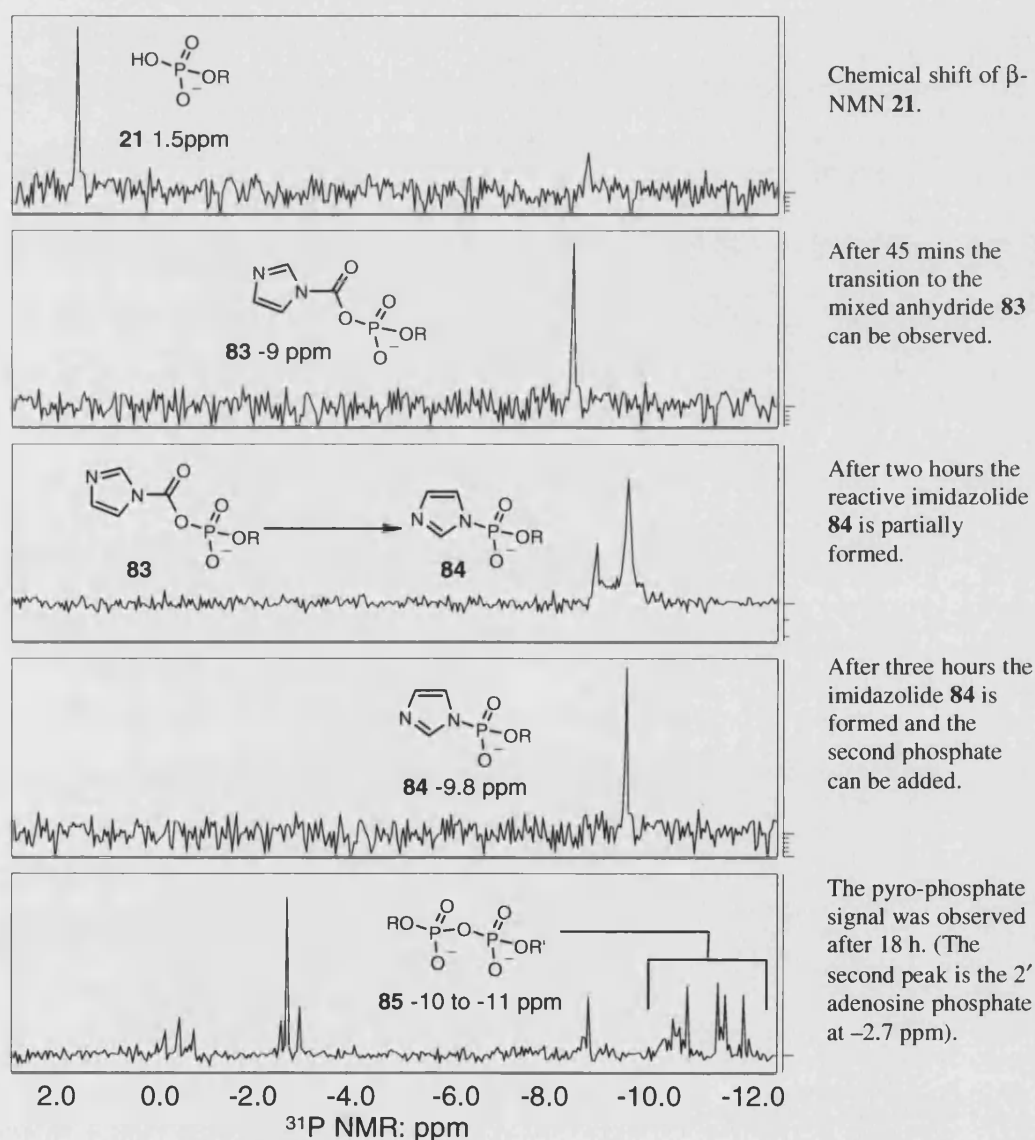 HO
O
P
OR
O−
21 1.5ppm
Chemical shift of β-
NMN 21.
N
N
O
O
O
P
OR
O−
83 -9 ppm
After 45 mins the
transition to the
mixed anhydride 83
can be observed.
N
N
O
O
O
P
OR
O−
83
N
N
O
P
OR
O−
84
After two hours the
reactive imidazolide
84 is partially
formed.
N
N
O
P
OR
O−
84 -9.8 ppm
After three hours the
imidazolide 84 is
formed and the
second phosphate
can be added.
RO
O
P
O
O
P
OR'
O−
O−
85 -10 to -11 ppm
The pyro-phosphate
signal was observed
after 18 h. (The
second peak is the 2′
adenosine phosphate
at –2.7 ppm).
2.0 0.0 -2.0 -4.0 -6.0 -8.0 -10.0 -12.0
³¹P NMR: ppm